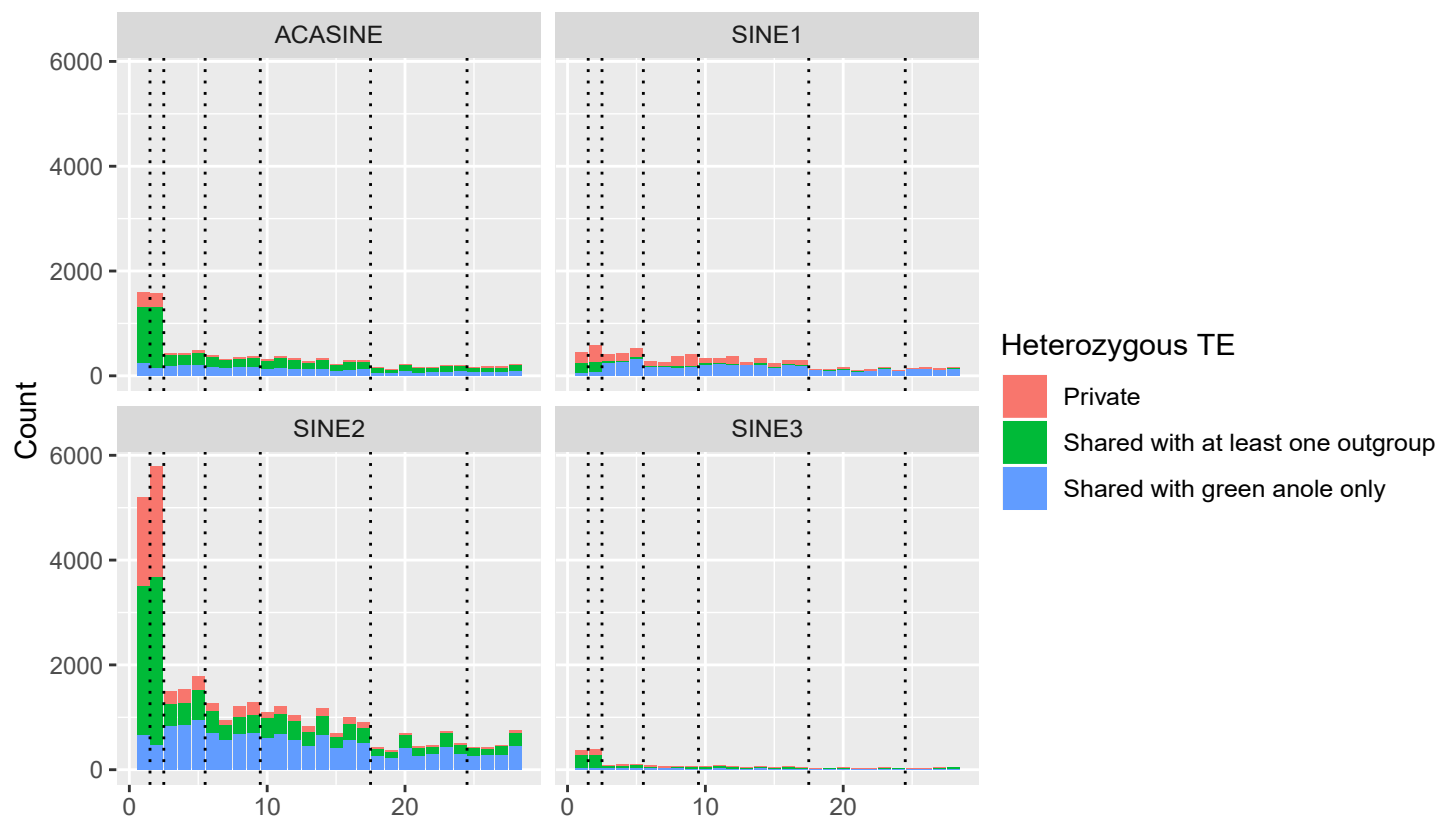 ACASINE
SINE1
6000
4000
2000
0
Count
SINE2
SINE3
6000
4000
2000
0
0 10 20
0 10 20
Heterozygous TE
Private
Shared with at least one outgroup
Shared with green anole only